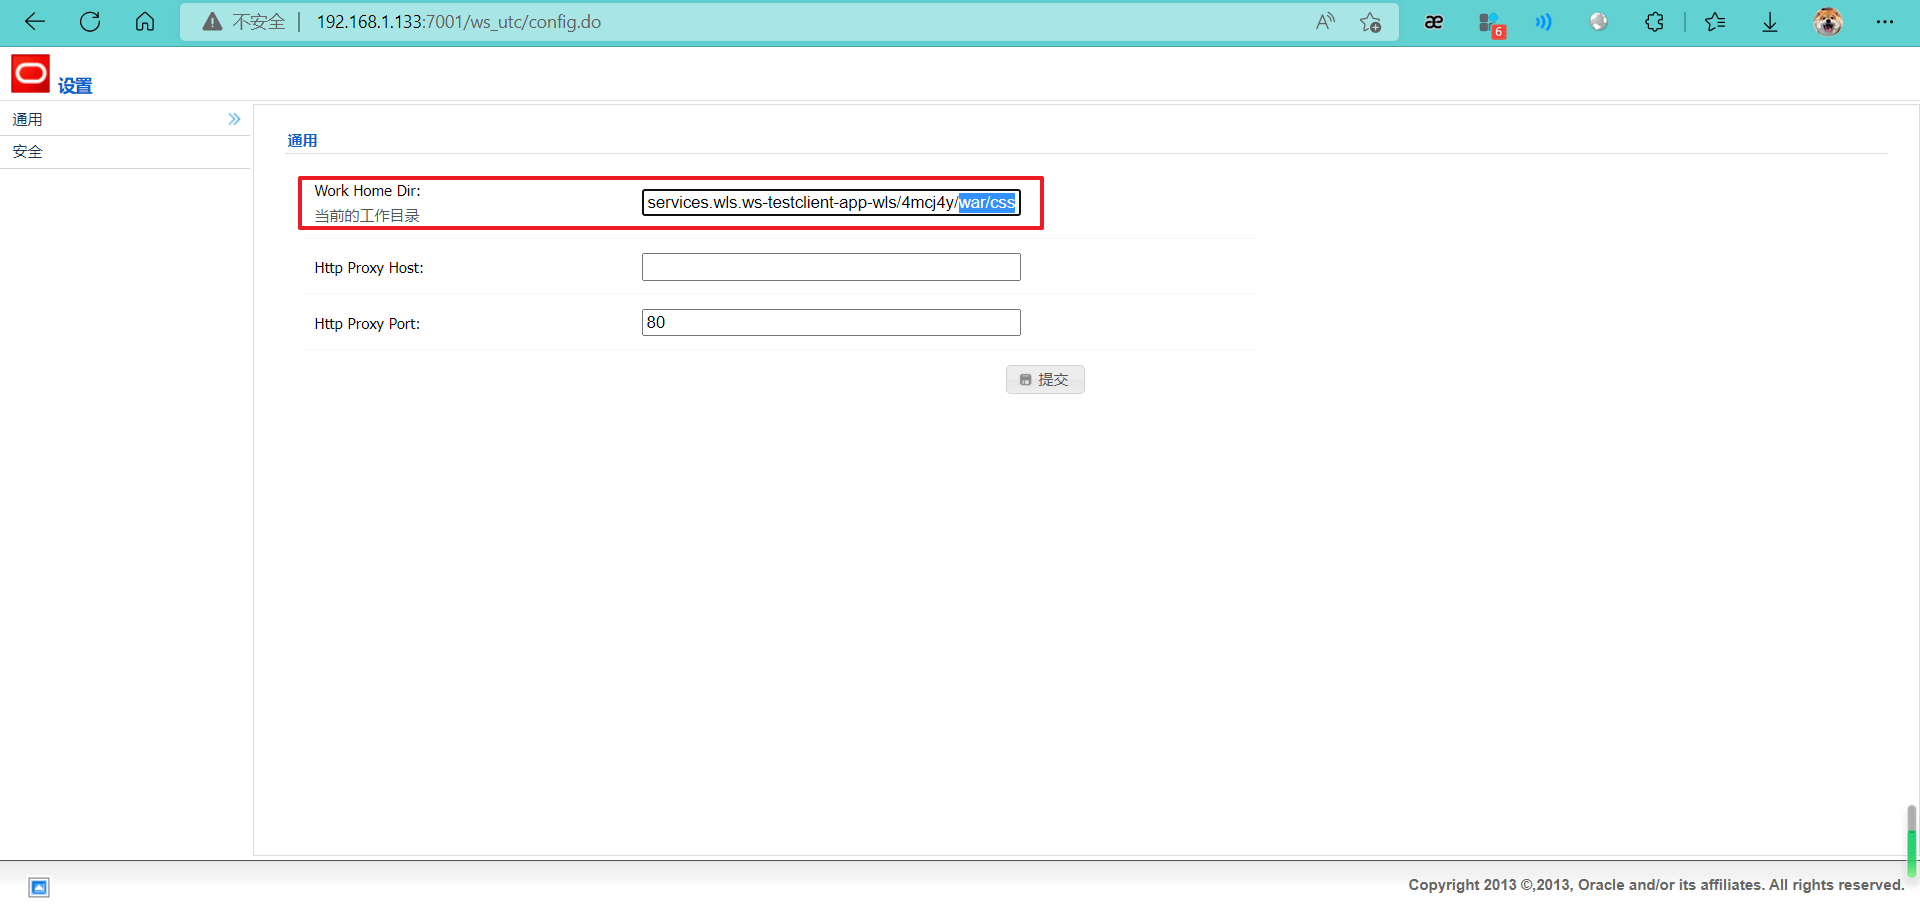 不安全 192.168.1.133:7001/ws_utc/config.do
6
设置
通用
安全
通用
Work Home Dir:
当前的工作目录
services.wls.ws-testclient-app-wls/4mcj4y/war/css
Http Proxy Host:
Http Proxy Port:
80
提交
Copyright 2013 ©,2013, Oracle and/or its affiliates. All rights reserved.